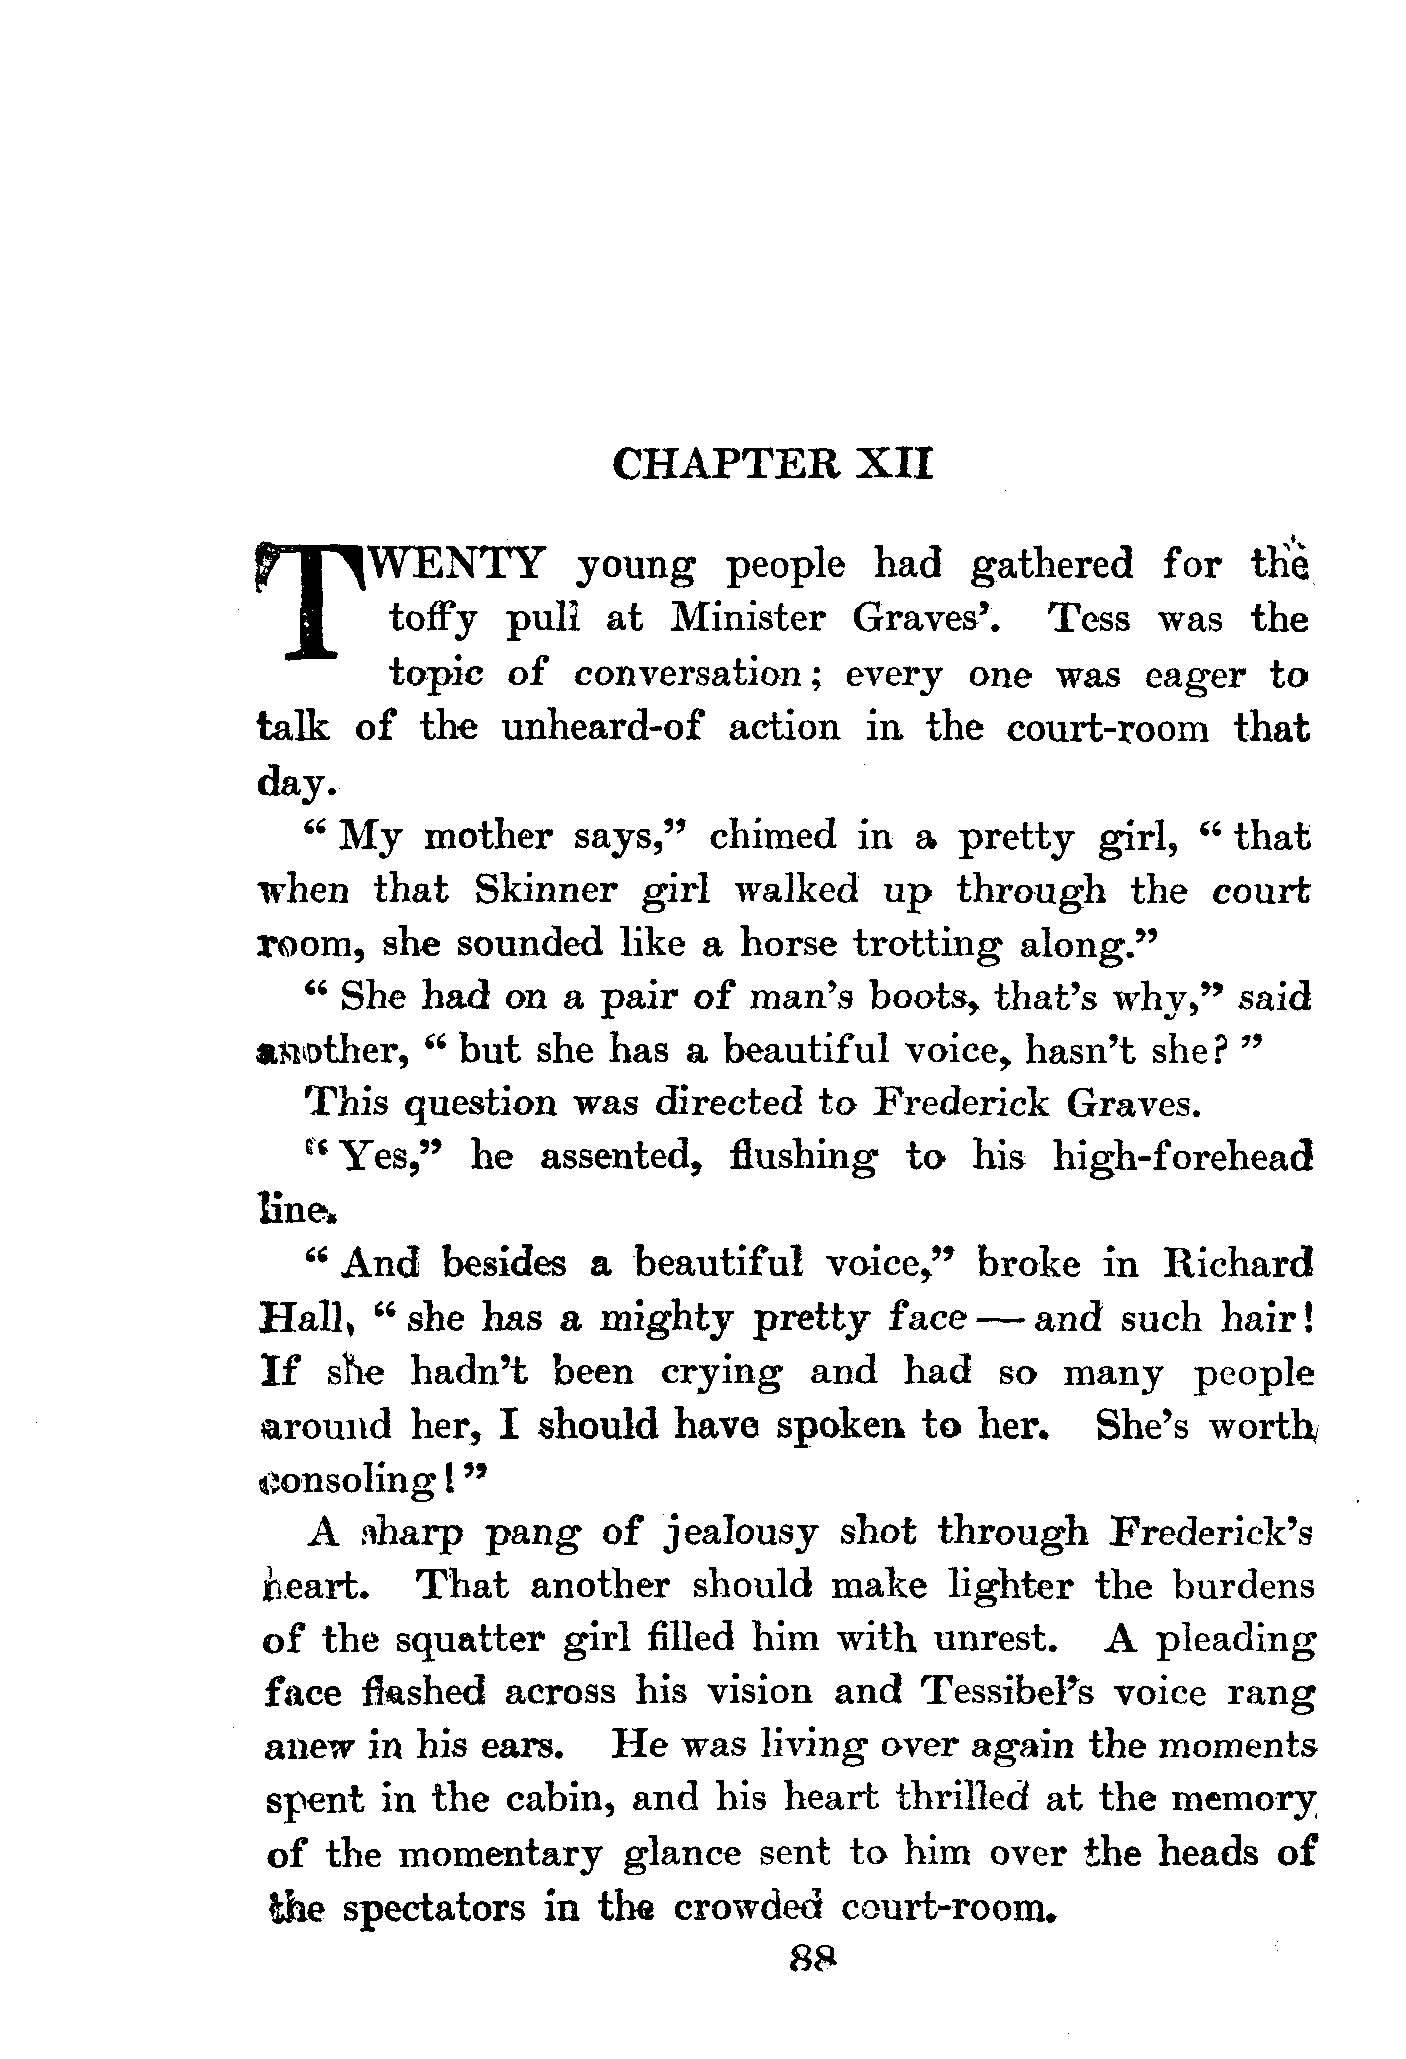 CHAPTER XII
TWENTY young people had gathered for the
toffy pull at Minister Graves'. Tess was the
topic of conversation; every one was eager to
talk of the unheard-of action in the court-room that
day.
" My mother says," chimed in a pretty girl, " that
when that Skinner girl walked up through the court
room, she sounded like a horse trotting along."
" She had on a pair of man's boots, that's why," said
another, " but she has a beautiful voice, hasn't she? "
This question was directed to Frederick Graves.
" Yes," he assented, flushing to his high-forehead
line.
" And besides a beautiful voice," broke in Richard
Hall, " she has a mighty pretty face — and such hair!
If she hadn't been crying and had so many people
around her, I should have spoken to her. She's worth
consoling! "
A sharp pang of jealousy shot through Frederick's
heart. That another should make lighter the burdens
of the squatter girl filled him with unrest. A pleading
face flashed across his vision and Tessibel's voice rang
anew in his ears. He was living over again the moments
spent in the cabin, and his heart thrilled at the memory
of the momentary glance sent to him over the heads of
the spectators in the crowded court-room.
88